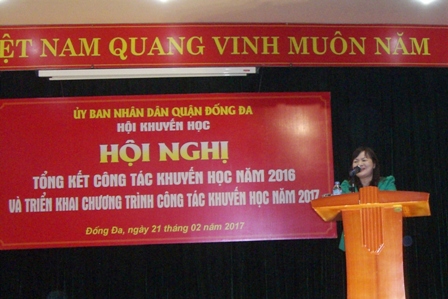 VIỆT NAM QUANG VINH MUÔN NĂM
ỦY BAN NHÂN DÂN QUẬN ĐỐNG ĐA
HỘI KHUYẾN HỌC
HỘI NGHỊ
TỔNG KẾT CÔNG TÁC KHUYẾN HỌC NĂM 2016
VÀ TRIỂN KHAI CHƯƠNG TRÌNH CÔNG TÁC KHUYẾN HỌC NĂM 2017
Đống Đa, ngày 21 tháng 02 năm 2017